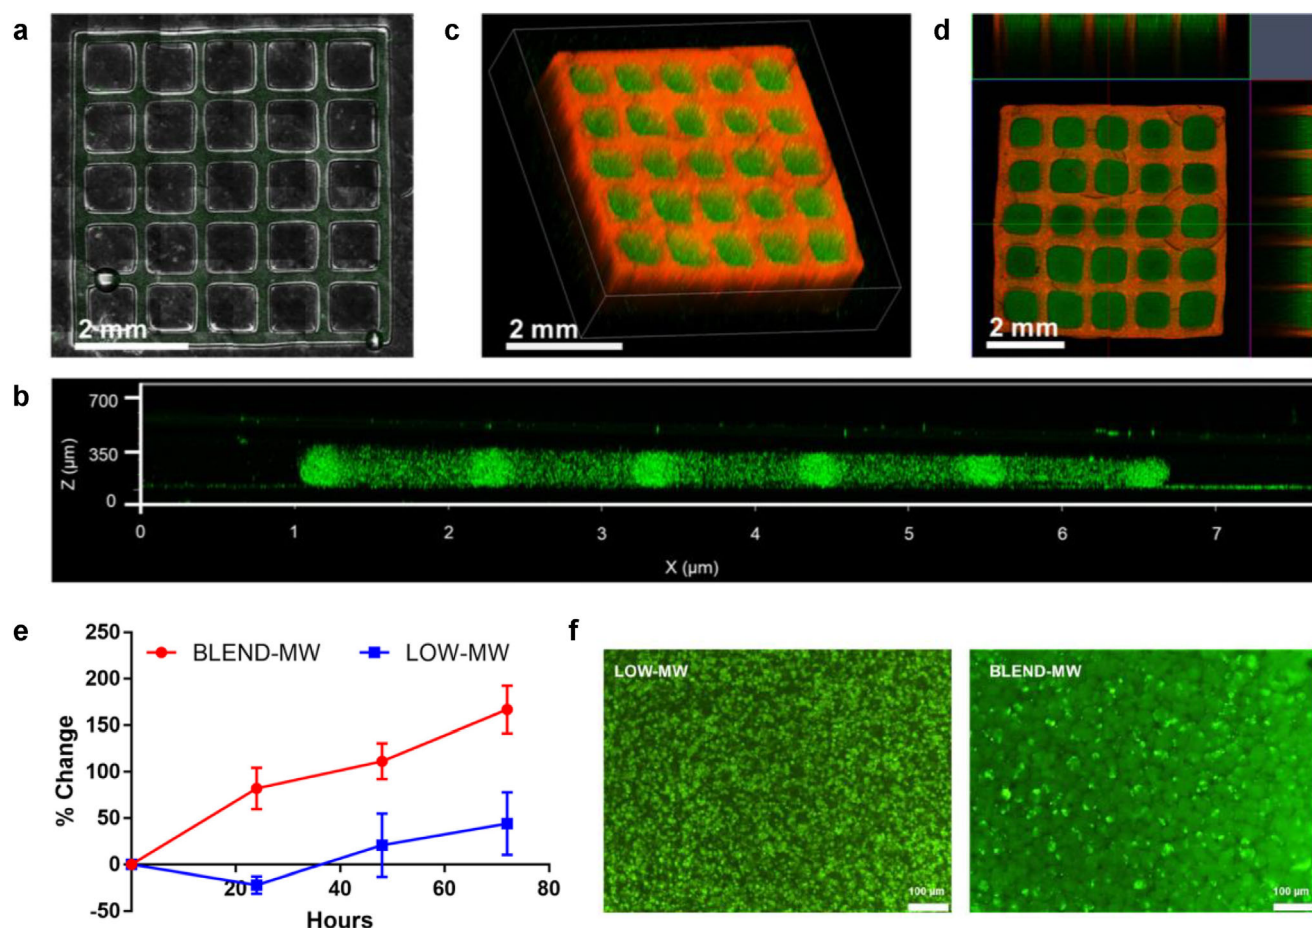 a
c
d
2 mm
2 mm
2 mm
b
700
350
0
Z (µm)
0 1 2 3 4 5 6 7
X (µm)
e
f
250
200
150
100
50
0
-50
% Change
BLEND-MW LOW-MW
20 40 60 80
Hours
LOW-MW
100 µm
BLEND-MW
100 µm